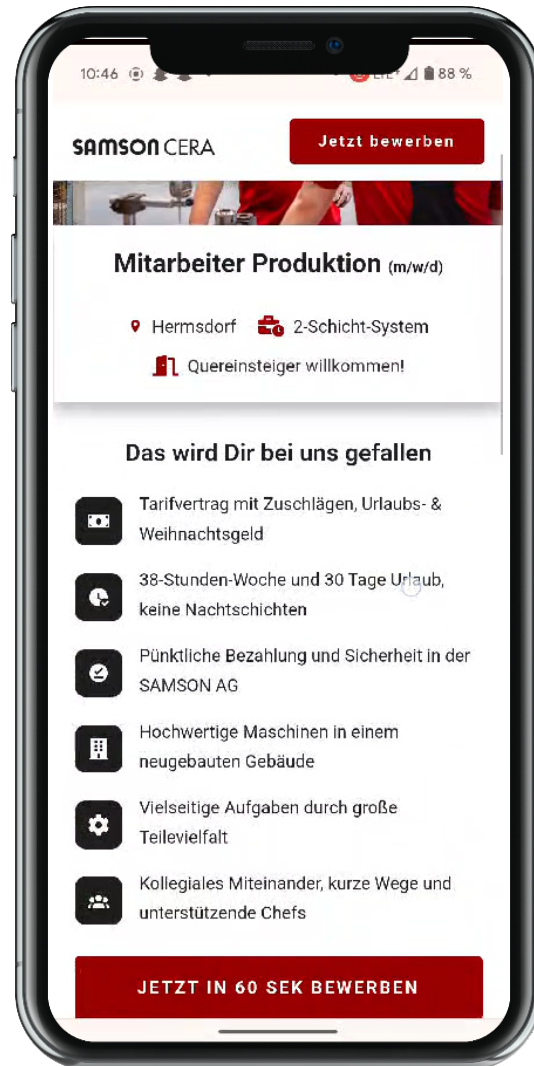 10:46
88 %
SAMSON CERA
Jetzt bewerben
Mitarbeiter Produktion (m/w/d)
Hermsdorf 2-Schicht-System
Quereinsteiger willkommen!
Das wird Dir bei uns gefallen
Tarifvertrag mit Zuschlägen, Urlaubs- &
Weihnachtsgeld
38-Stunden-Woche und 30 Tage Urlaub,
keine Nachtschichten
Pünktliche Bezahlung und Sicherheit in der
SAMSON AG
Hochwertige Maschinen in einem
neugebauten Gebäude
Vielseitige Aufgaben durch große
Teilevielfalt
Kollegiales Miteinander, kurze Wege und
unterstützende Chefs
JETZT IN 60 SEK BEWERBEN